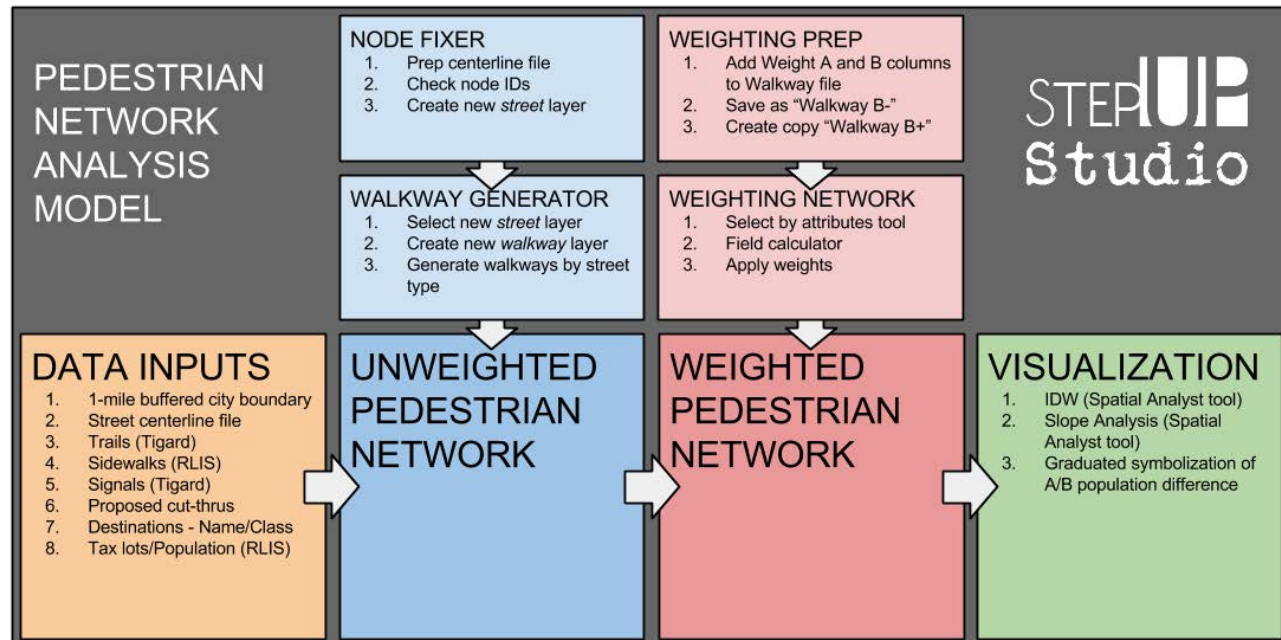 PEDESTRIAN
NETWORK
ANALYSIS
MODEL
NODE FIXER
1. Prep centerline file
2. Check node IDs
3. Create new street layer
WEIGHTING PREP
1. Add Weight A and B columns
to Walkway file
2. Save as “Walkway B-”
3. Create copy “Walkway B+”
STEPUP
Studio
WALKWAY GENERATOR
1. Select new street layer
2. Create new walkway layer
3. Generate walkways by street
type
WEIGHTING NETWORK
1. Select by attributes tool
2. Field calculator
3. Apply weights
DATA INPUTS
1. 1-mile buffered city boundary
2. Street centerline file
3. Trails (Tigard)
4. Sidewalks (RLIS)
5. Signals (Tigard)
6. Proposed cut-thrus
7. Destinations - Name/Class
8. Tax lots/Population (RLIS)
UNWEIGHTED
PEDESTRIAN
NETWORK
WEIGHTED
PEDESTRIAN
NETWORK
VISUALIZATION
1. IDW (Spatial Analyst tool)
2. Slope Analysis (Spatial
Analyst tool)
3. Graduated symbolization of
A/B population difference